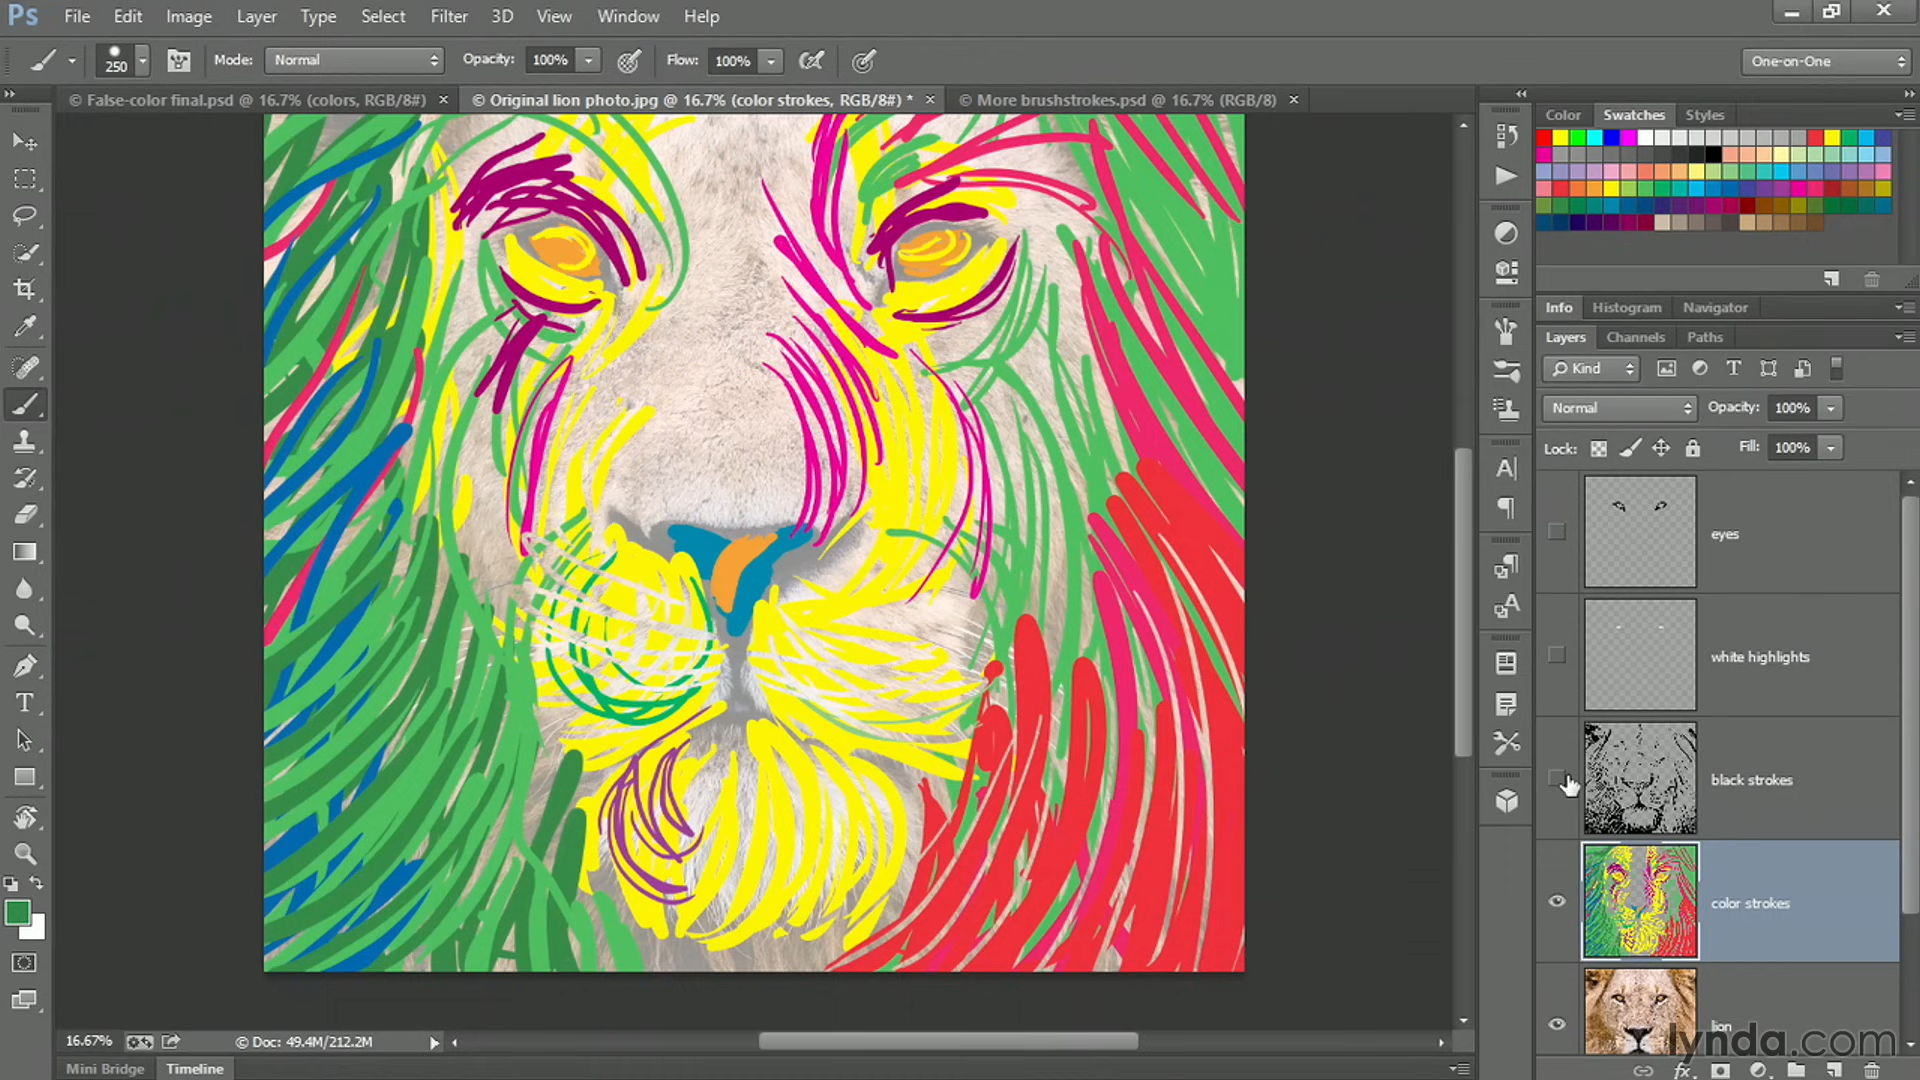 Ps File Edit Image Layer Type Select Filter 3D View Window Help
250 Mode: Normal Opacity: 100% Flow: 100% One-on-One
© False-color final.psd @ 16.7% (colors, RGB/8#) × © Original lion photo.jpg @ 16.7% (color strokes, RGB/8#) * × © More brushstrokes.psd @ 16.7% (RGB/8) ×
Color Swatches Styles
Info Histogram Navigator
Layers Channels Paths
Kind
Normal Opacity: 100%
Lock: Fill: 100%
eyes
white highlights
black strokes
color strokes
lion
16.67% © Doc: 49.4M/212.2M
lynda.com
Mini Bridge Timeline
fx